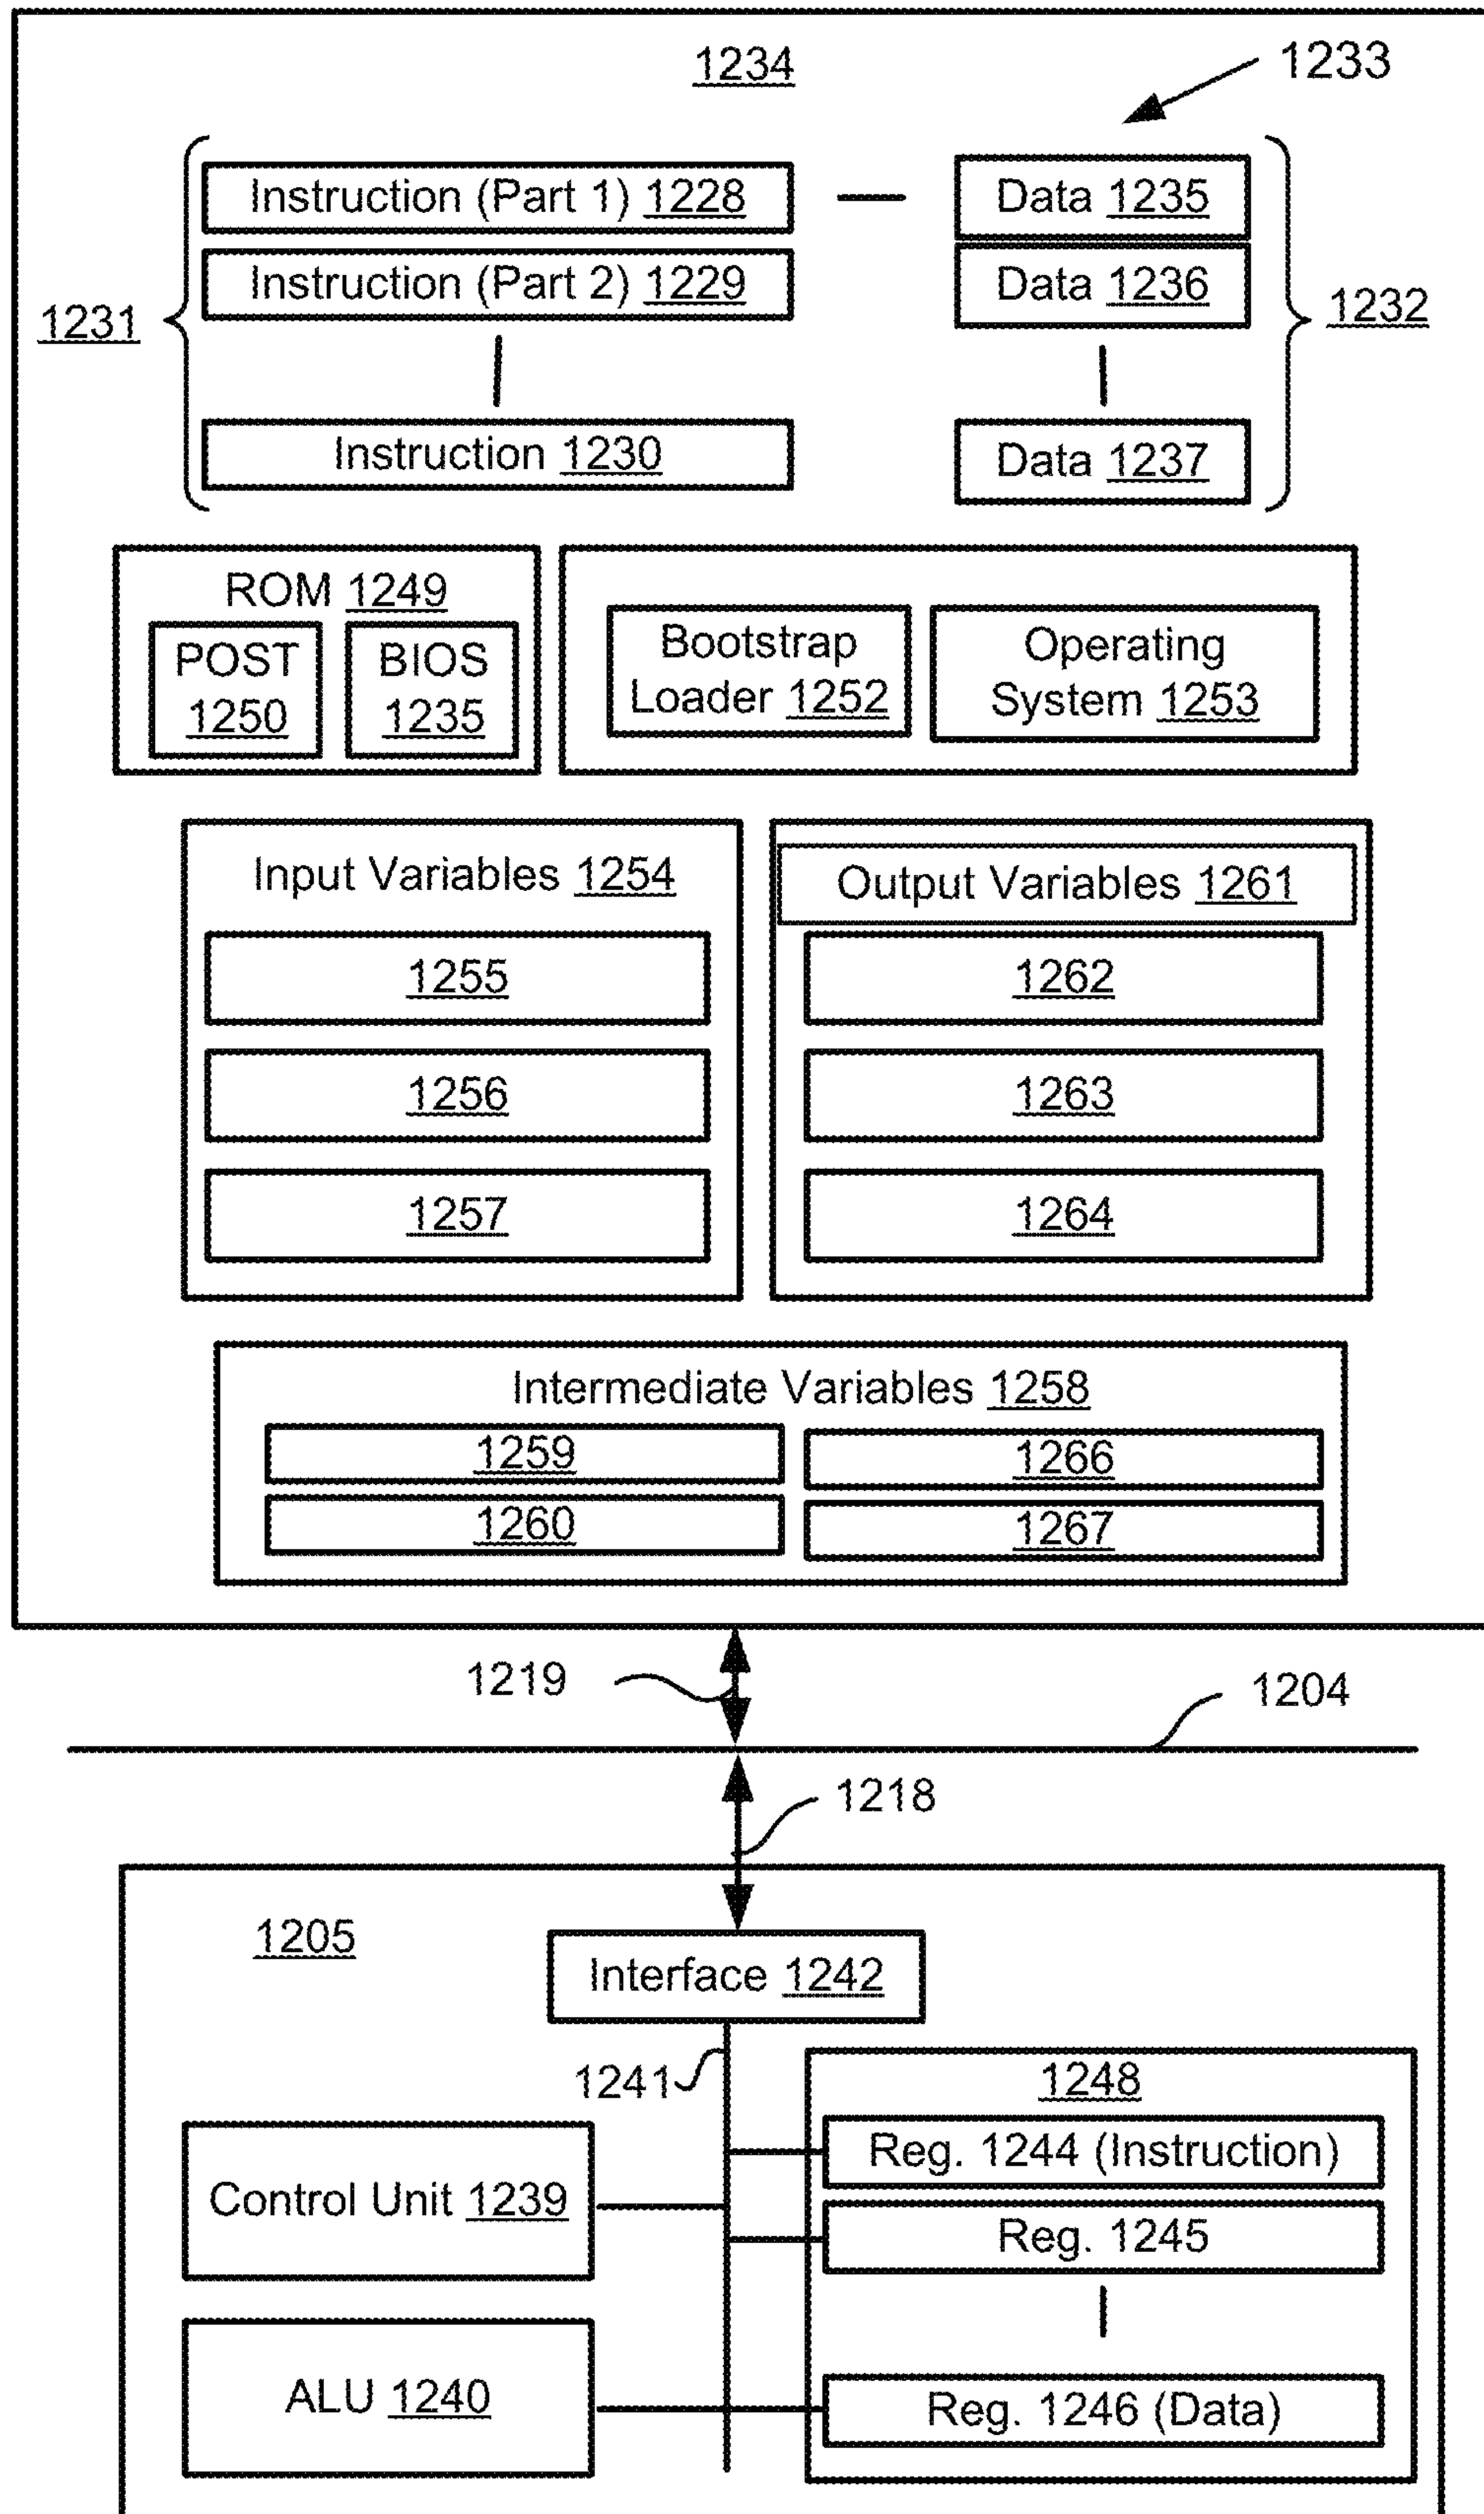 1234
1233
Instruction (Part 1) 1228
Data 1235
Instruction (Part 2) 1229
Data 1236
1231
1232
Instruction 1230
Data 1237
ROM 1249
POST
1250
BIOS
1235
Bootstrap
Loader 1252
Operating
System 1253
Input Variables 1254
1255
1256
1257
Output Variables 1261
1262
1263
1264
Intermediate Variables 1258
1259
1266
1260
1267
1219
1204
1218
1205
Interface 1242
1241
1248
Reg. 1244 (Instruction)
Control Unit 1239
Reg. 1245
ALU 1240
Reg. 1246 (Data)